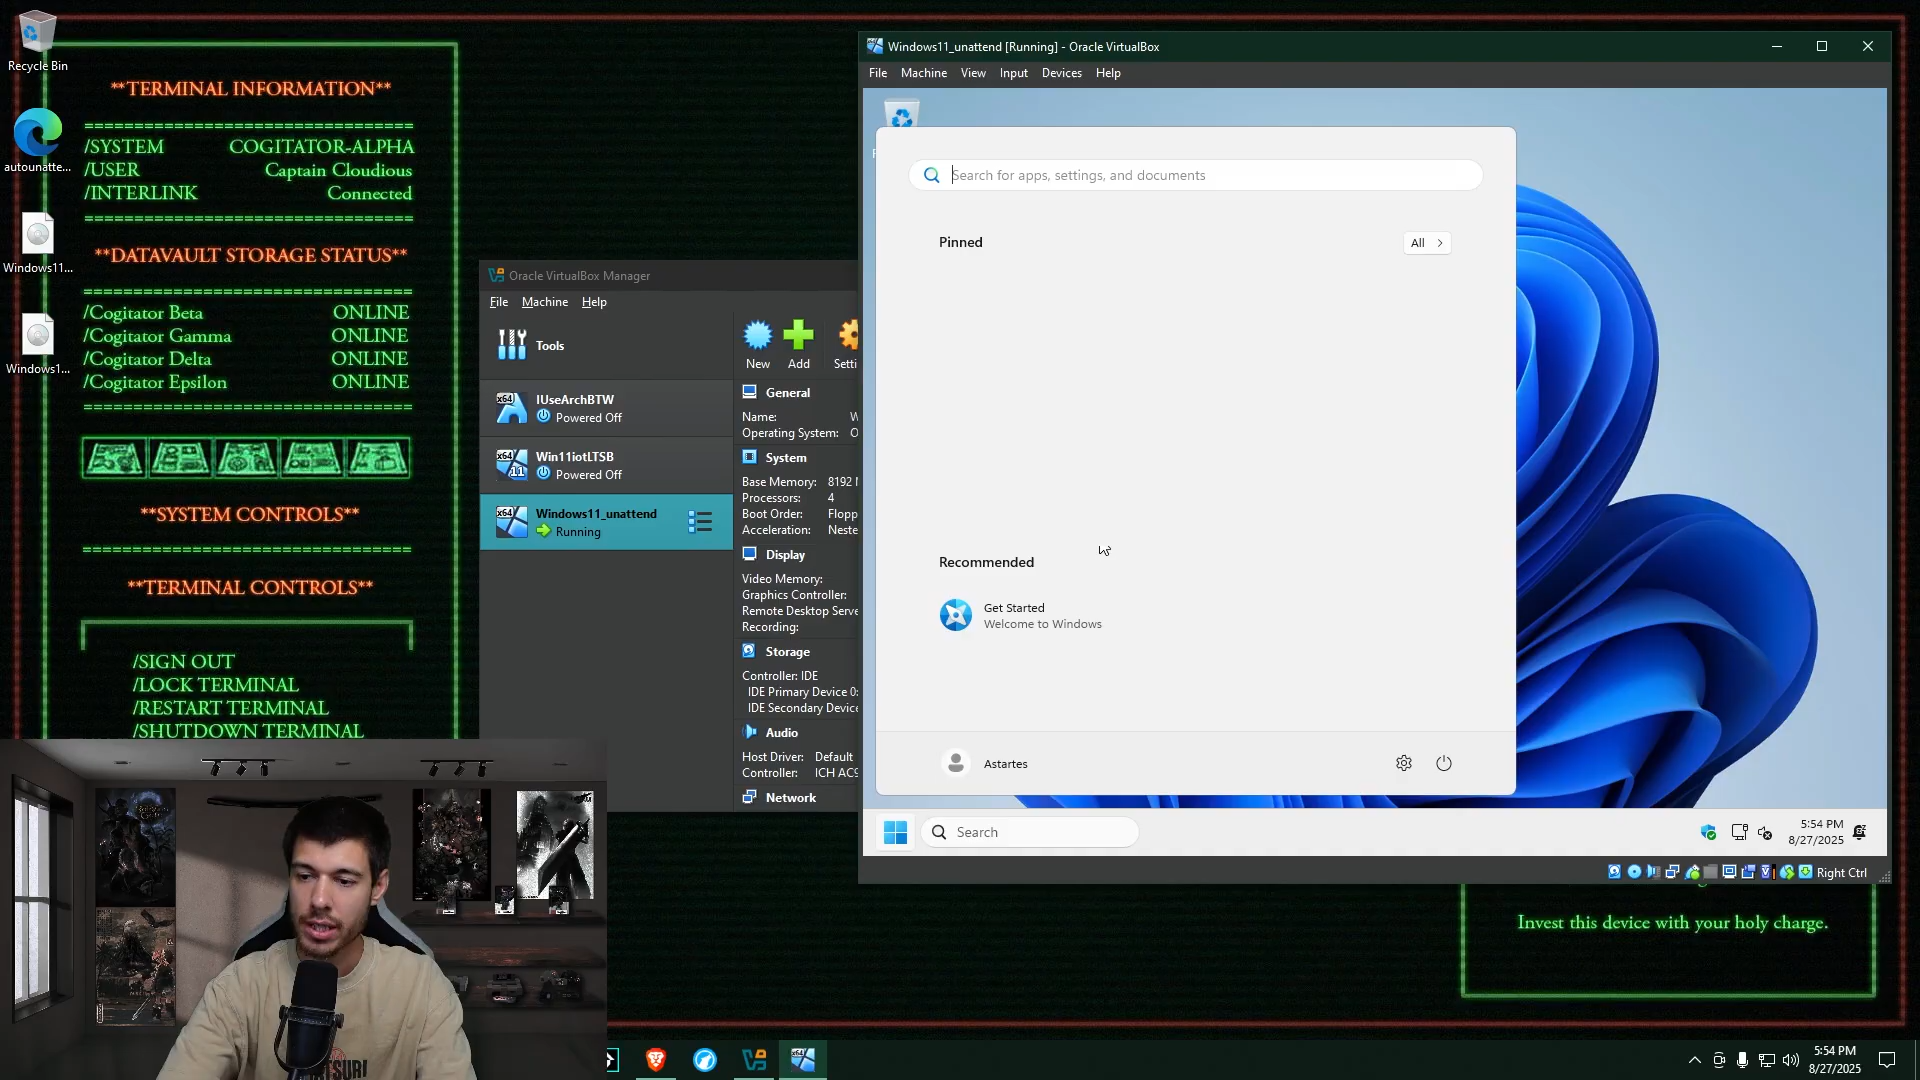 Recycle Bin
autounatte...
Windows11...
Windows1...
**TERMINAL INFORMATION**
/SYSTEM COGITATOR-ALPHA
/USER Captain Cloudious
/INTERLINK Connected
**DATAVAULT STORAGE STATUS**
/Cogitator Beta ONLINE
/Cogitator Gamma ONLINE
/Cogitator Delta ONLINE
/Cogitator Epsilon ONLINE
**SYSTEM CONTROLS**
**TERMINAL CONTROLS**
/SIGN OUT
/LOCK TERMINAL
/RESTART TERMINAL
/SHUTDOWN TERMINAL
Oracle VirtualBox Manager
File Machine Help
Tools
New Add Setti
x64 IUseArchBTW
Powered Off
x64 11 Win11iotLTSB
Powered Off
x64 Windows11_unattend
Running
General
Name: W
Operating System: O
System
Base Memory: 8192
Processors: 4
Boot Order: Flopp
Acceleration: Neste
Display
Video Memory:
Graphics Controller:
Remote Desktop Serve
Recording:
Storage
Controller: IDE
IDE Primary Device 0:
IDE Secondary Device
Audio
Host Driver: Default
Controller: ICH AC9
Network
Windows11_unattend [Running] - Oracle VirtualBox
File Machine View Input Devices Help
Search for apps, settings, and documents
Pinned
All
Recommended
Get Started
Welcome to Windows
Astartes
Search
5:54 PM
8/27/2025
Right Ctrl
Invest this device with your holy charge.
x64
5:54 PM
8/27/2025